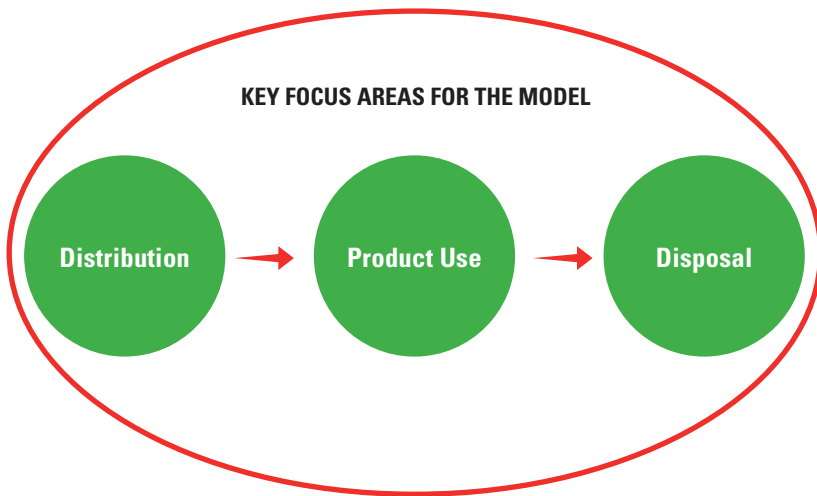 KEY FOCUS AREAS FOR THE MODEL
Distribution
Product Use
Disposal